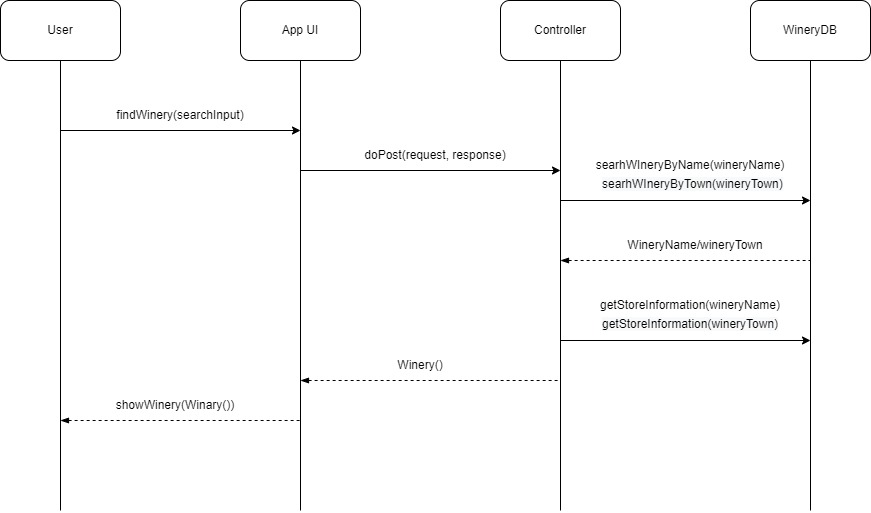 User
App UI
Controller
WineryDB
findWinery(searchInput)
doPost(request, response)
searhWIneryByName(wineryName)
searhWIneryByTown(wineryTown)
WineryName/wineryTown
getStoreInformation(wineryName)
getStoreInformation(wineryTown)
Winery()
showWinery(Winary())